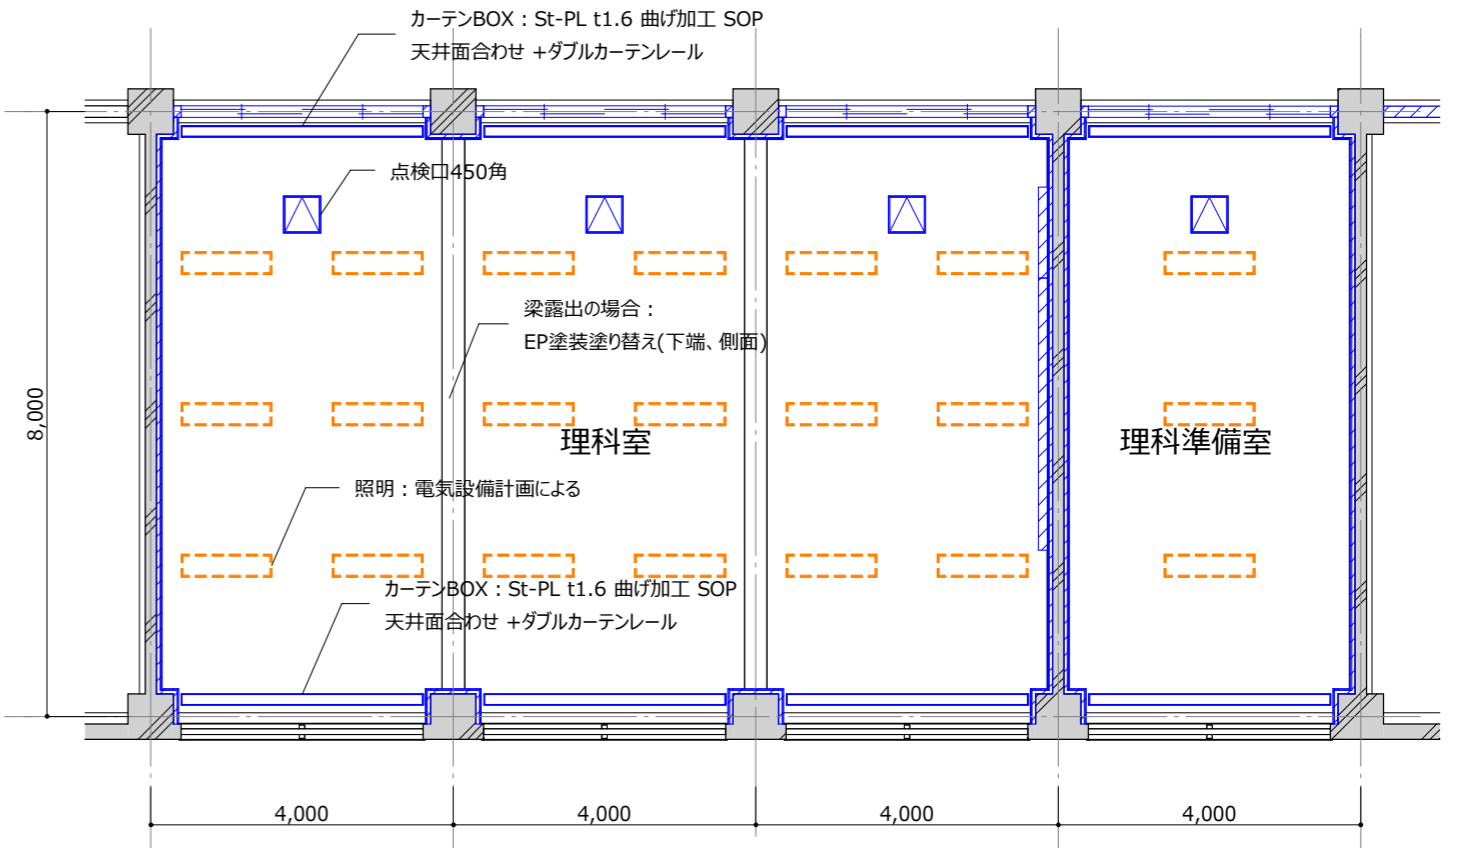 カーテンBOX：St-PL t1.6 曲げ加工 SOP
天井面合わせ +ダブルカーテンレール
点検口450角
梁露出の場合：
EP塗装塗り替え(下端、側面)
8,000
理科室
理科準備室
照明：電気設備計画による
カーテンBOX：St-PL t1.6 曲げ加工 SOP
天井面合わせ +ダブルカーテンレール
4,000
4,000
4,000
4,000